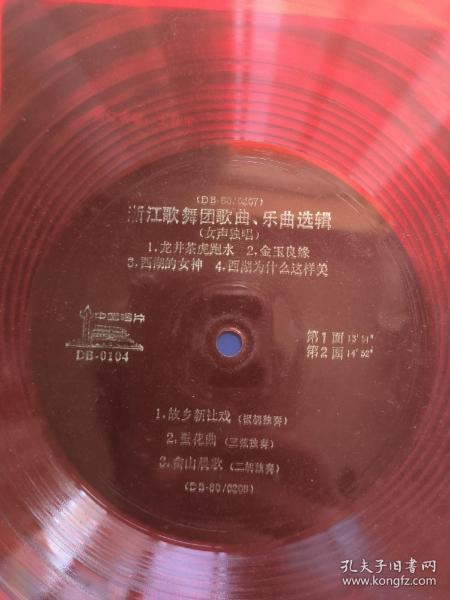 (DB-80/0207)
浙江歌舞团歌曲、乐曲选辑
(女声独唱)
1.龙井茶虎跑水 2.金玉良缘
3.西湖的女神 4.西湖为什么这样美
中国唱片
DB-0104
第1面 13′51″
第2面 14′52″
1.故乡新社戏 (板胡独奏)
2.蚕花曲 (三弦独奏)
3.畲山晨歌 (二胡独奏)
(DB-80/0208)
孔夫子旧书网
www.kongfz.com